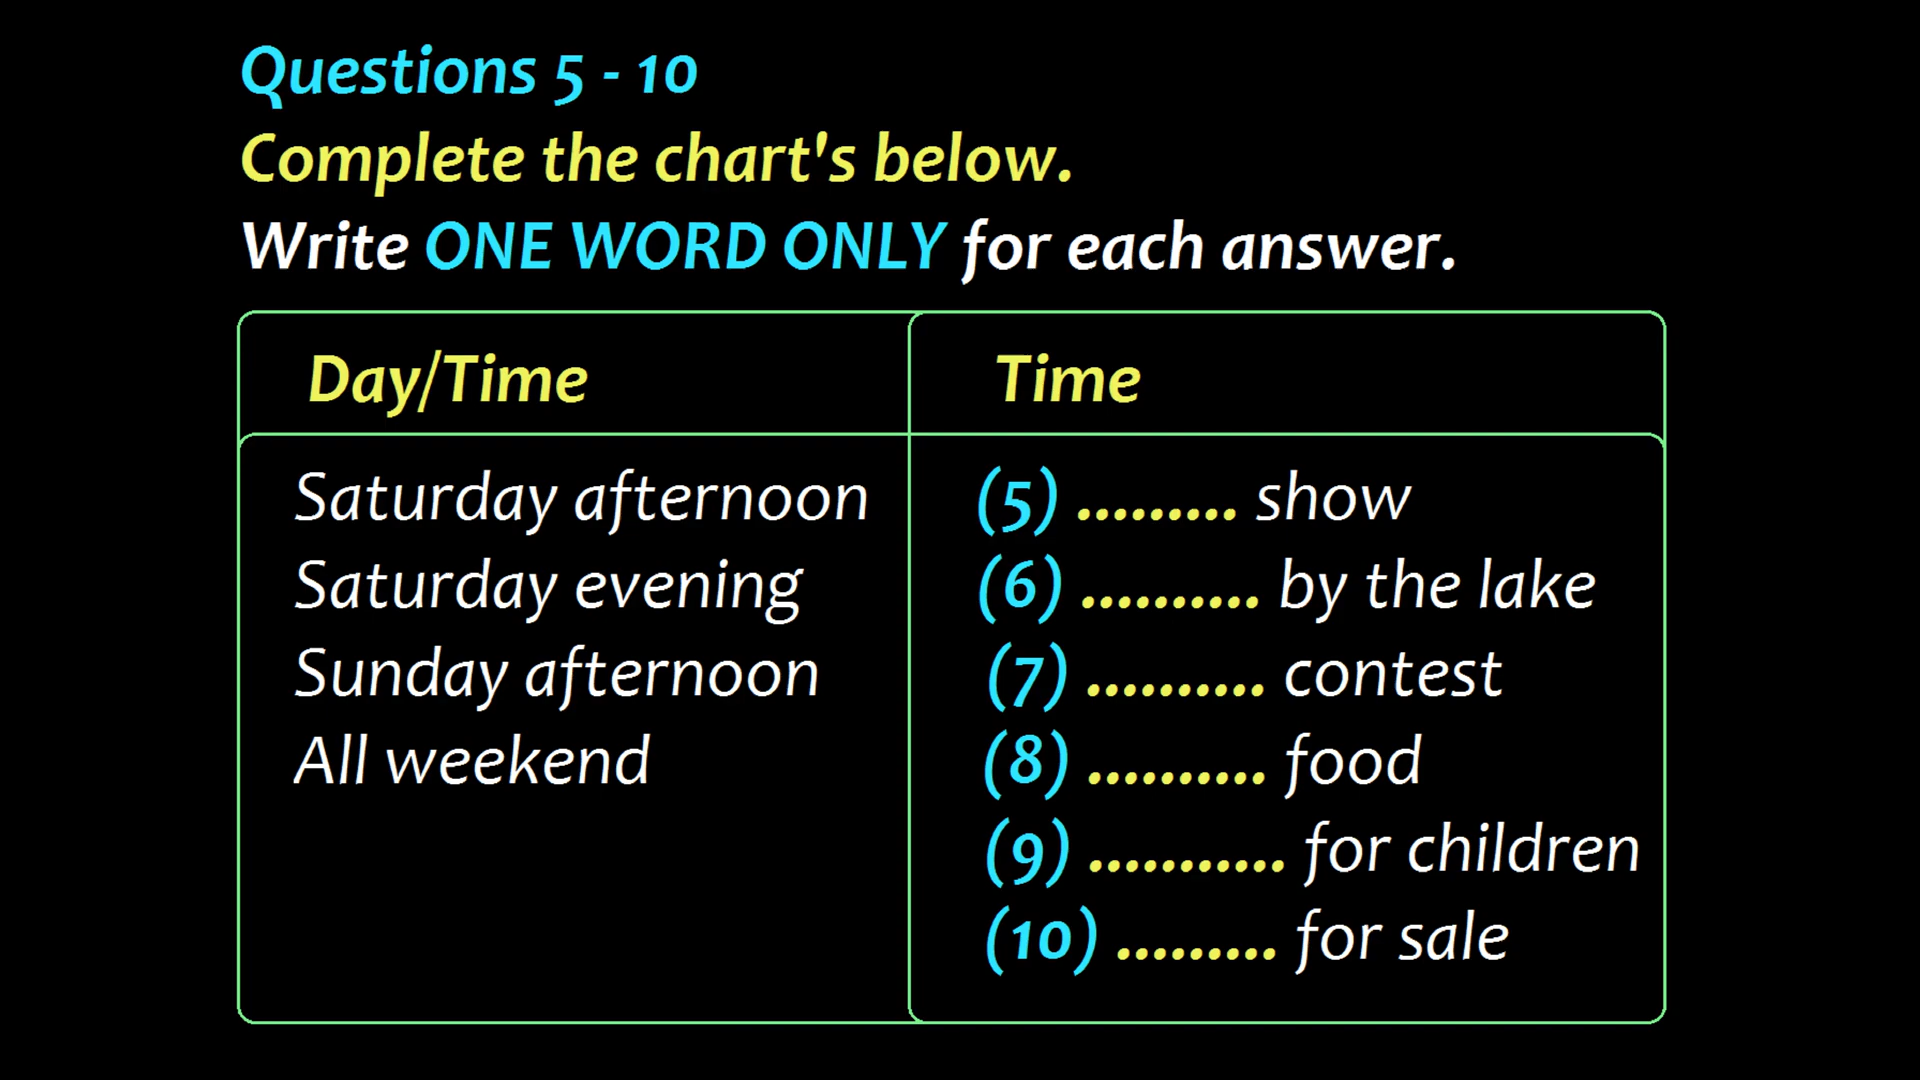 Questions 5 - 10
Complete the chart's below.
Write ONE WORD ONLY for each answer.
Day/Time
Time
Saturday afternoon
(5) ......... show
Saturday evening
(6) .......... by the lake
Sunday afternoon
(7) .......... contest
All weekend
(8) .......... food
(9) ........... for children
(10) ......... for sale